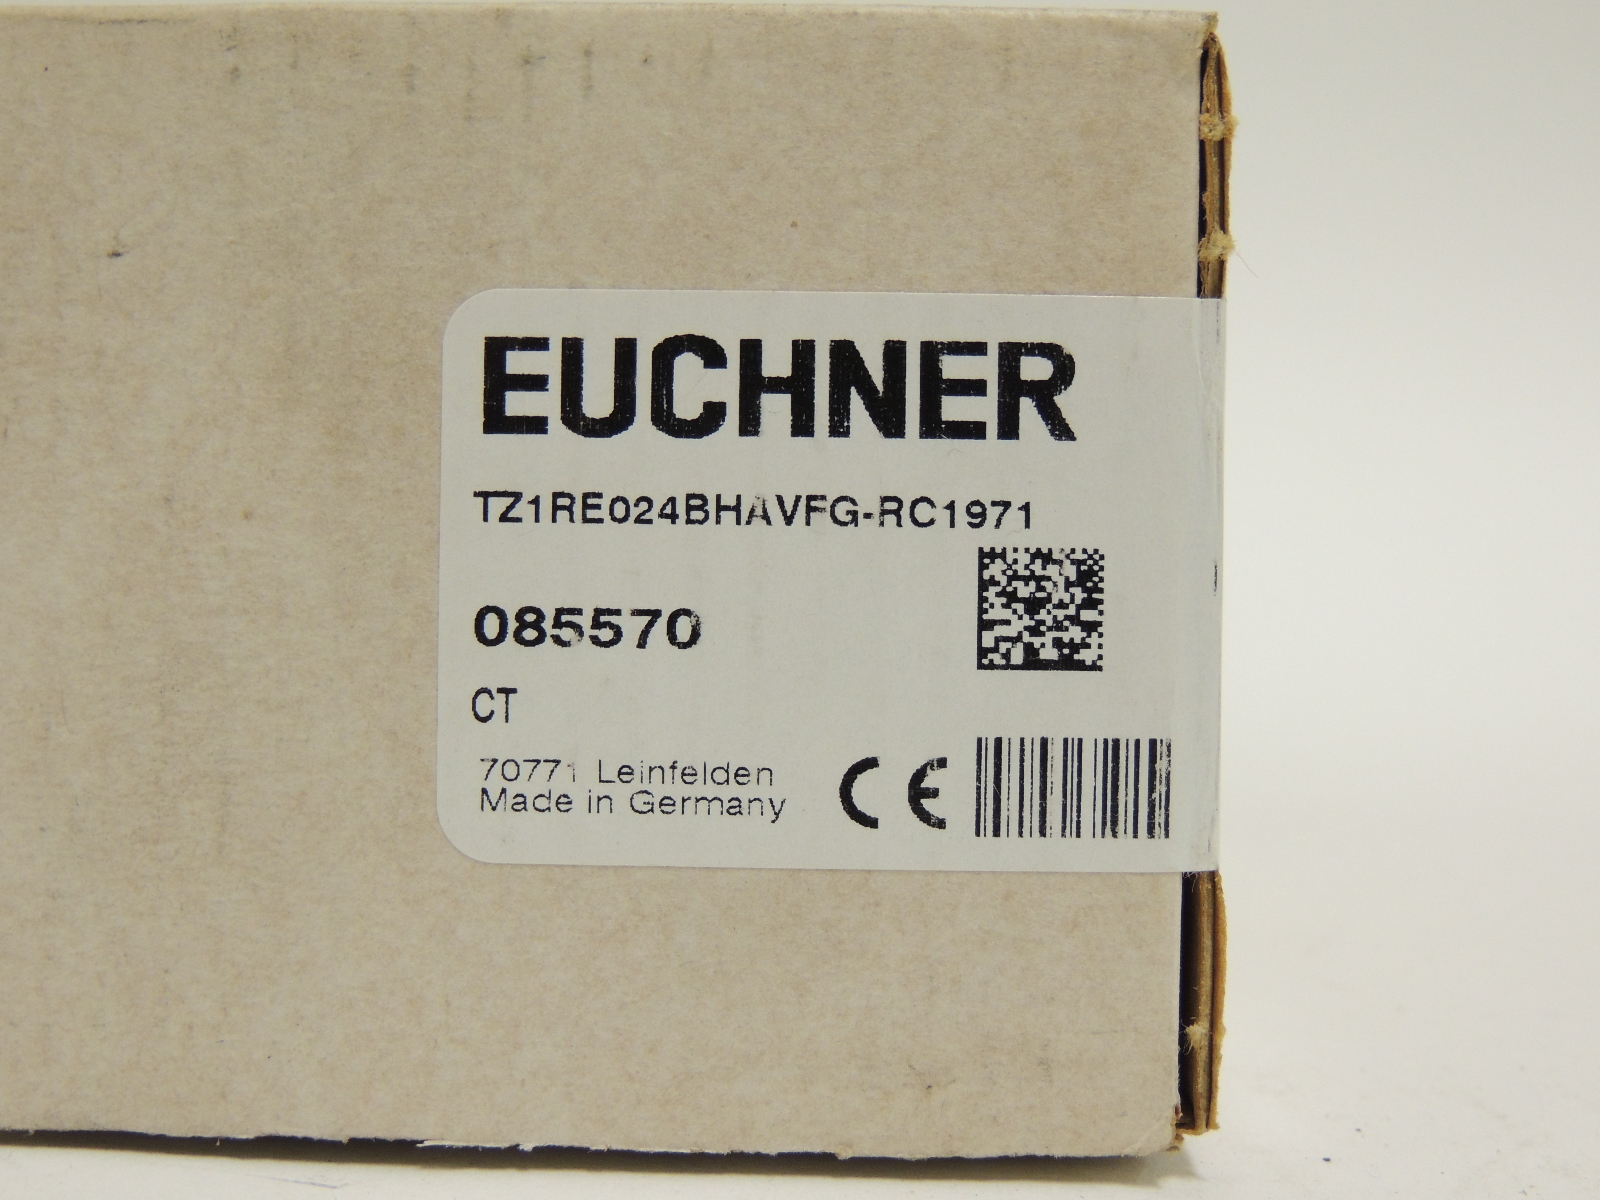 EUCHNER
TZ1RE024BHAVFG-RC1971
085570
CT
70771 Leinfelden
Made in Germany
CE